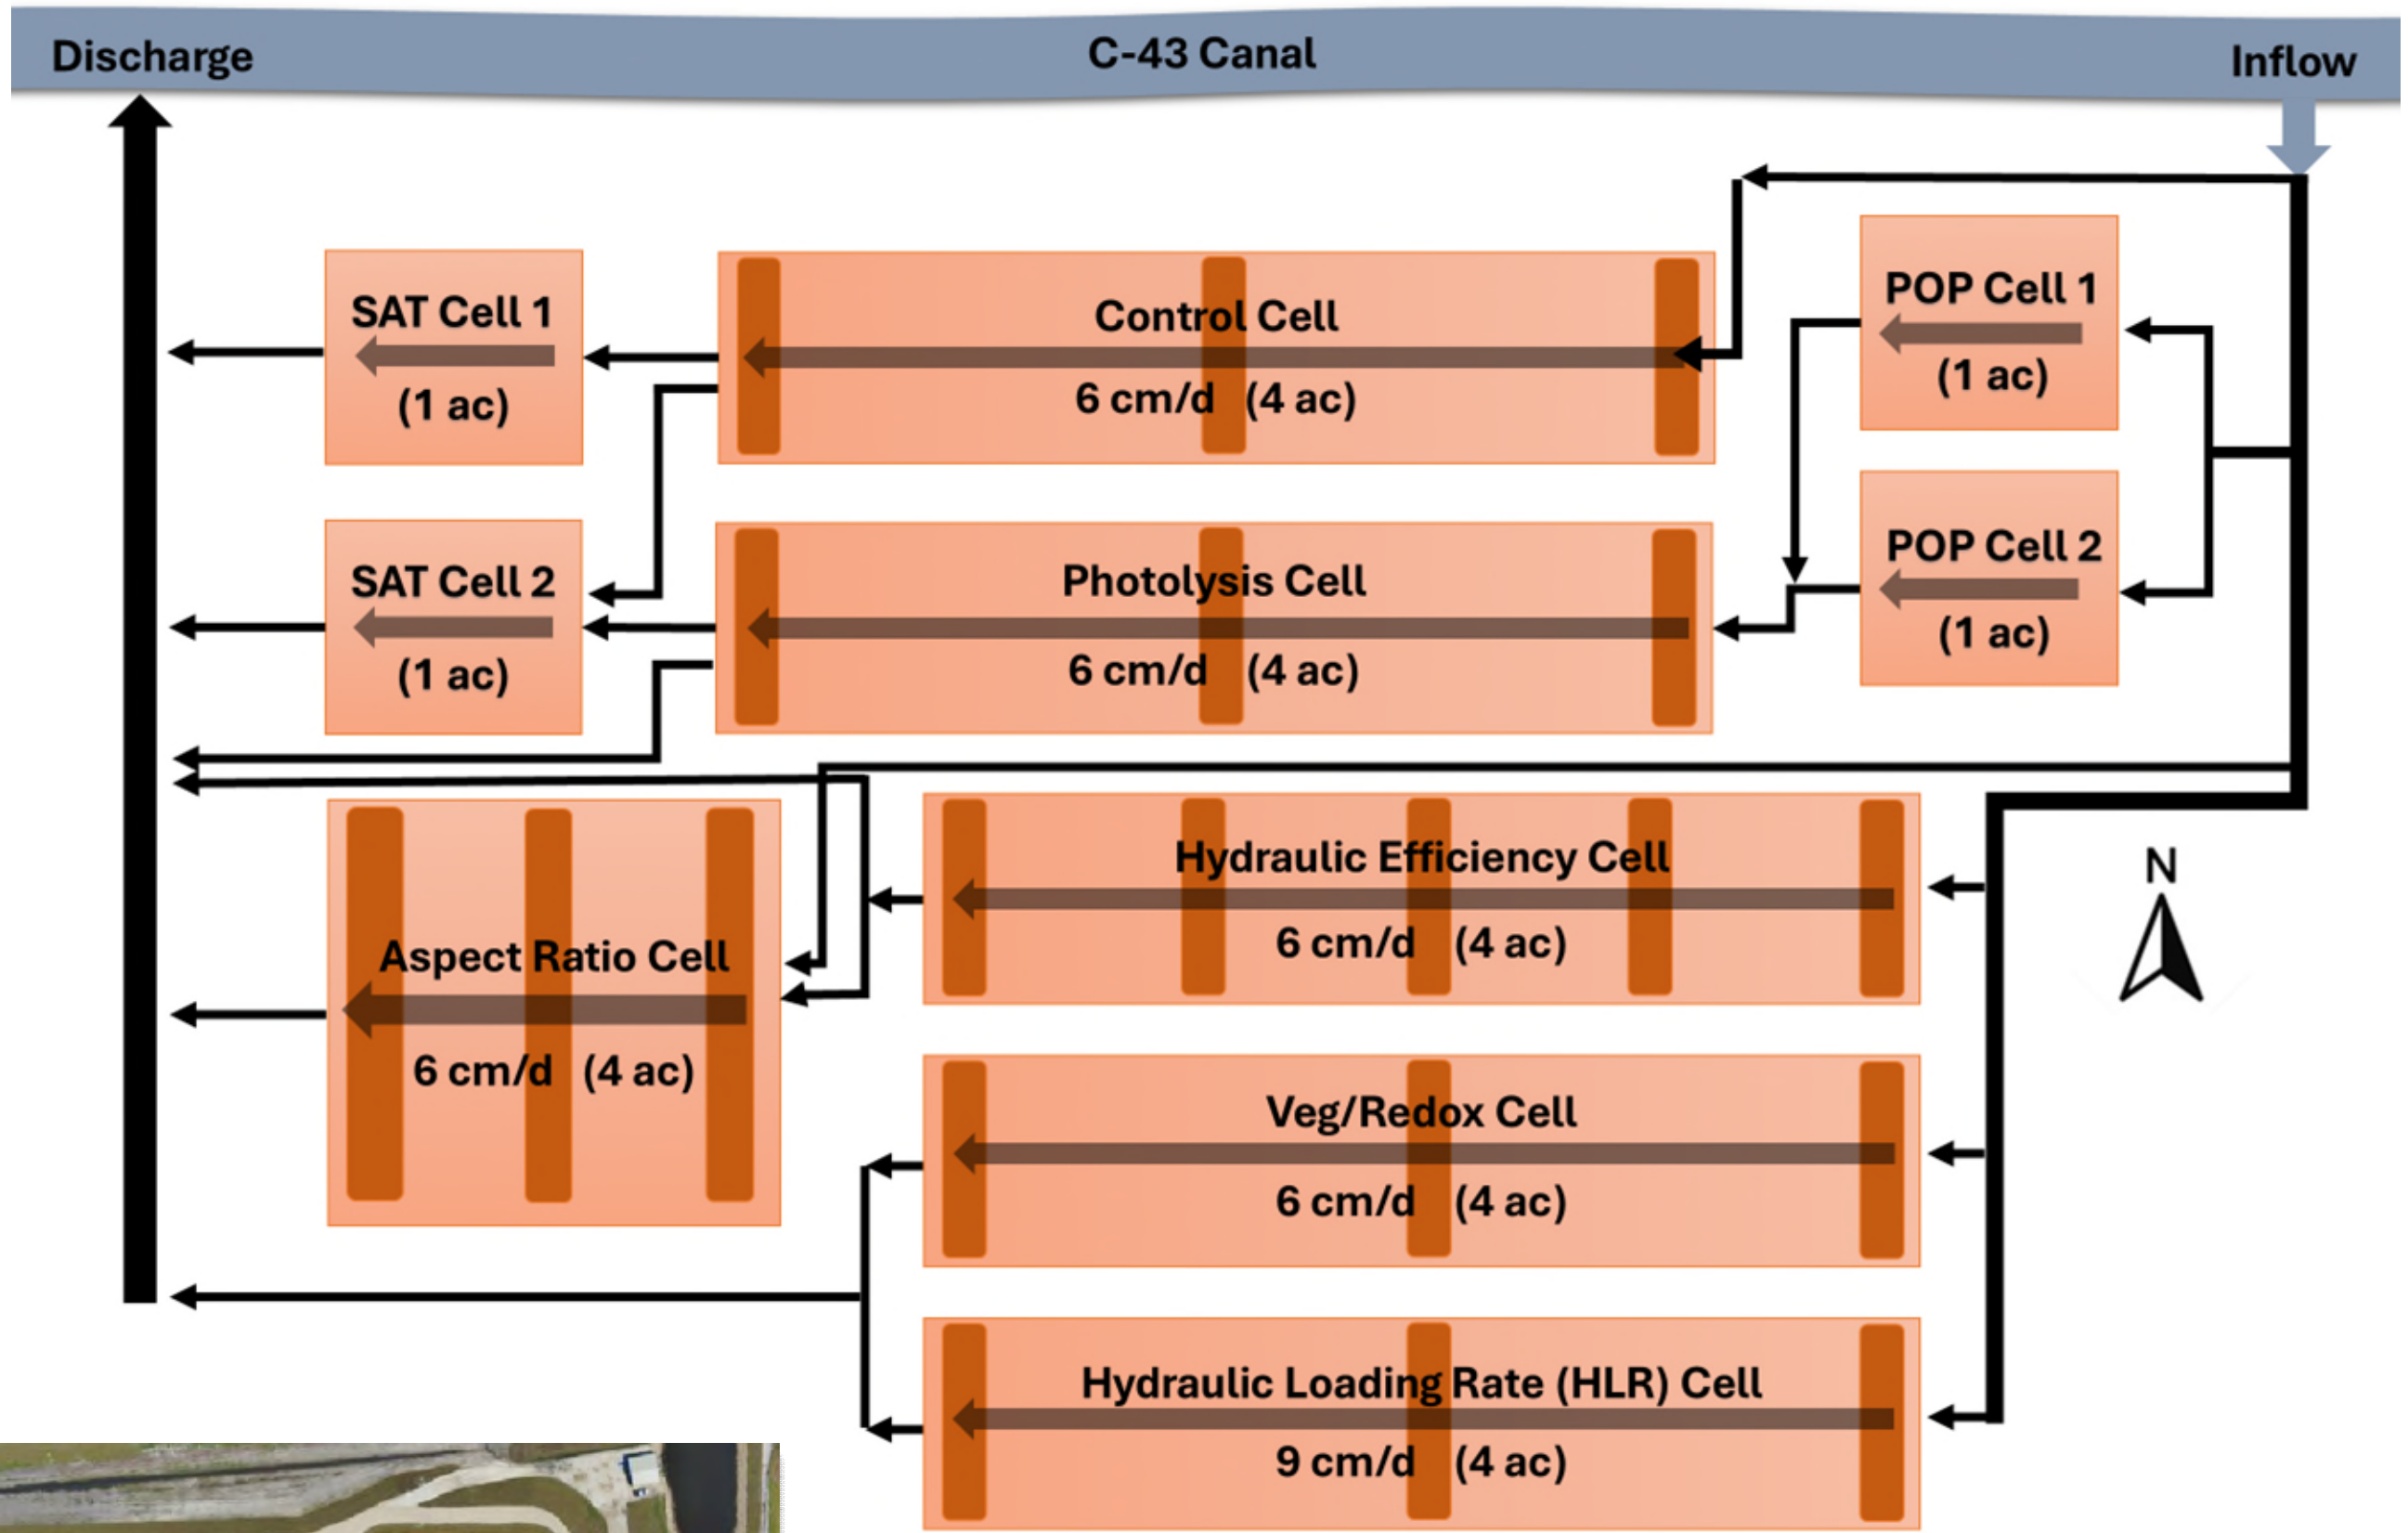 Discharge
C-43 Canal
Inflow
SAT Cell 1
(1 ac)
Control Cell
6 cm/d (4 ac)
POP Cell 1
(1 ac)
SAT Cell 2
(1 ac)
Photolysis Cell
6 cm/d (4 ac)
POP Cell 2
(1 ac)
Hydraulic Efficiency Cell
6 cm/d (4 ac)
N
Aspect Ratio Cell
6 cm/d (4 ac)
Veg/Redox Cell
6 cm/d (4 ac)
Hydraulic Loading Rate (HLR) Cell
9 cm/d (4 ac)